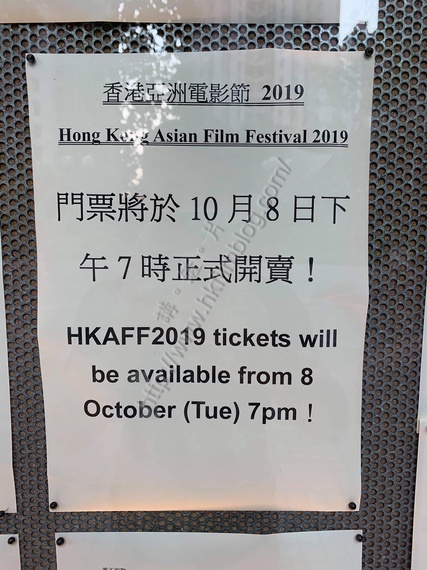 香港亞洲電影節 2019
Hong Kong Asian Film Festival 2019
門票將於 10 月 8 日下
午 7 時正式開賣！
HKAFF2019 tickets will
be available from 8
October (Tue) 7pm！